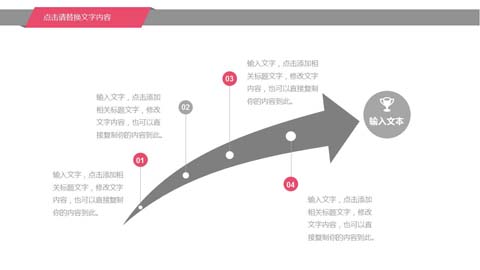 点击请替换文字内容
03
输入文字，点击添加相
关标题文字，修改文字
内容，也可以直接复制
你的内容到此。
02
输入文字，点击添加
相关标题文字，修改
文字内容，也可以直
接复制你的内容到此。
输入文本
01
输入文字，点击添加相
关标题文字，修改文字
内容，也可以直接复制
你的内容到此。
04
输入文字，点击添加
相关标题文字，修改
文字内容，也可以直
接复制你的内容到此。